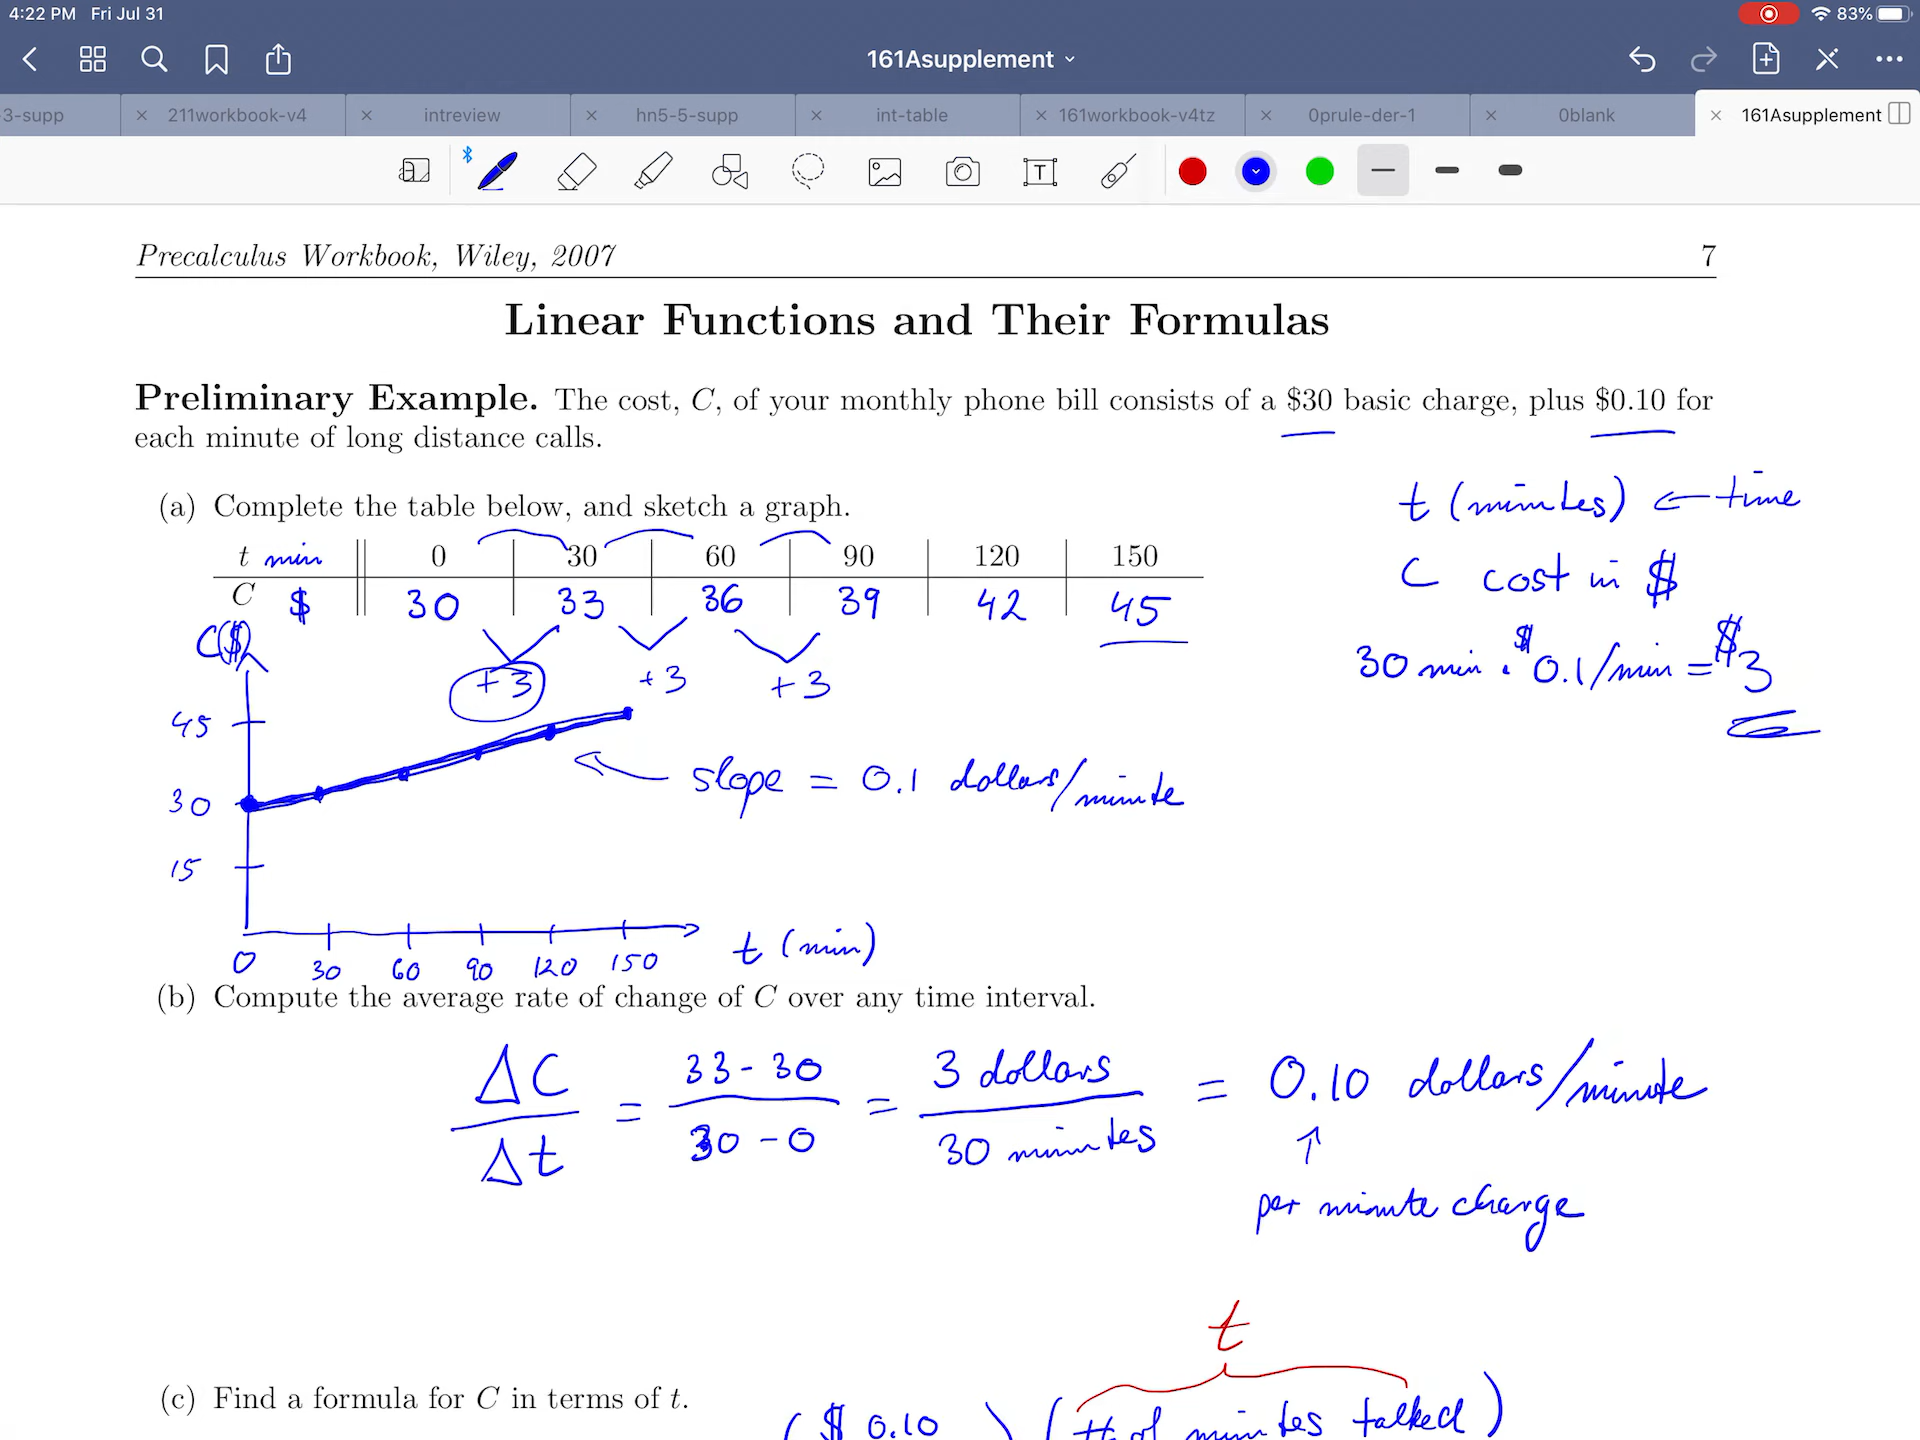 4:22 PM Fri Jul 31
83%
161Asupplement
3-supp
211workbook-v4
intreview
hn5-5-supp
int-table
161workbook-v4tz
0prule-der-1
0blank
161Asupplement
Precalculus Workbook, Wiley, 2007 7
Linear Functions and Their Formulas
Preliminary Example. The cost, C, of your monthly phone bill consists of a $30 basic charge, plus $0.10 for
each minute of long distance calls.
t (minutes) ← time
C cost in $
30 min · $0.1/min = $3
(a) Complete the table below, and sketch a graph.
t min 0 30 60 90 120 150
C $ 30 33 36 39 42 45
+3 +3 +3
C($)
45
30
15
slope = 0.1 dollars/minute
0 30 60 90 120 150 t (min)
(b) Compute the average rate of change of C over any time interval.
ΔC/Δt = 33-30/30-0 = 3 dollars/30 minutes = 0.10 dollars/minute
↑
per minute charge
t
(c) Find a formula for C in terms of t.
($ 0.10 ) (# of minutes talked)